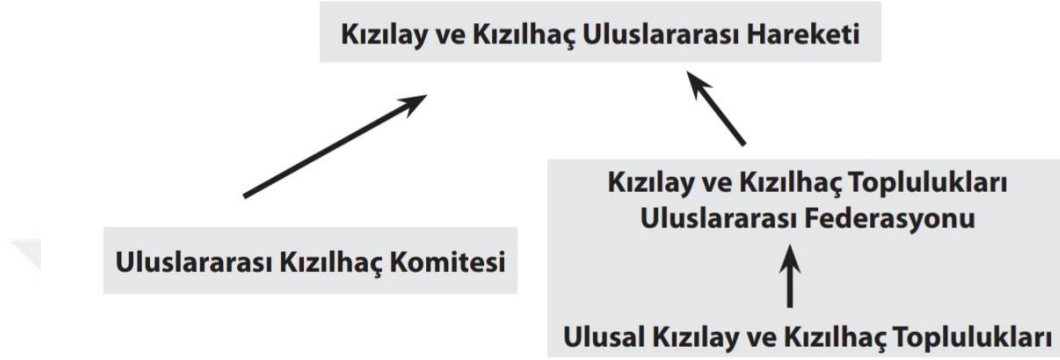 Kızılay ve Kızılhaç Uluslararası Hareketi
Kızılay ve Kızılhaç Toplulukları
Uluslararası Federasyonu
Uluslararası Kızılhaç Komitesi
Ulusal Kızılay ve Kızılhaç Toplulukları